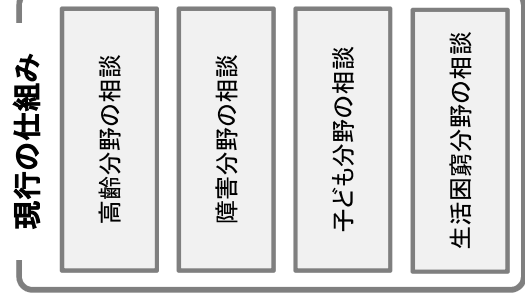 現行の仕組み
高齢分野の相談
障害分野の相談
子ども分野の相談
生活困窮分野の相談